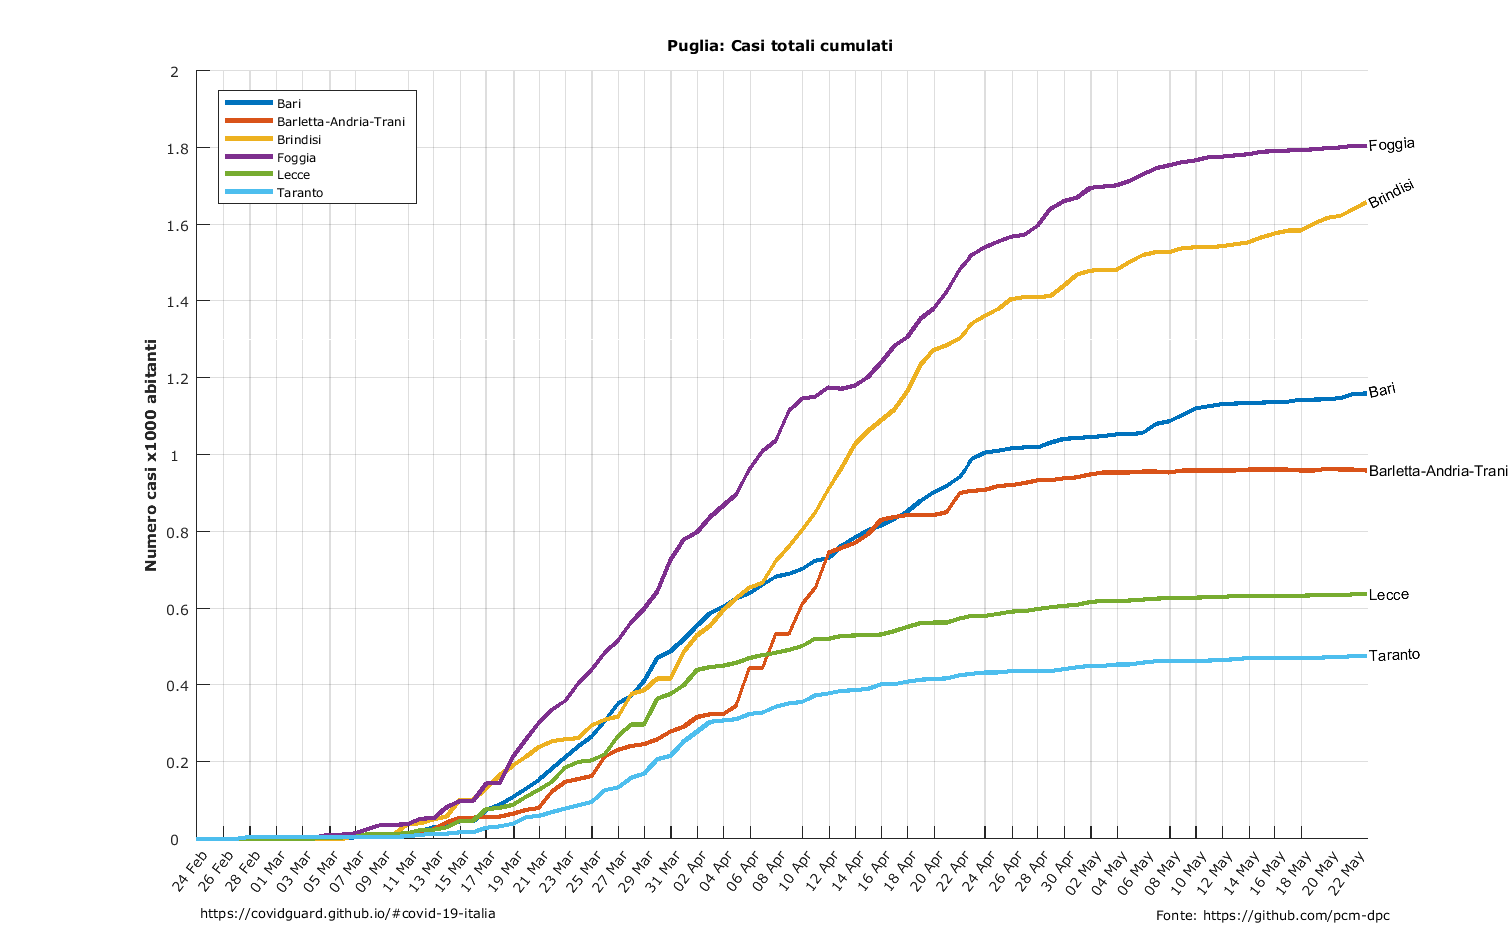 Puglia: Casi totali cumulati
2
1.8
1.6
1.4
1.2
1
0.8
0.6
0.4
0.2
0
Numero casi x1000 abitanti
Bari
Barletta-Andria-Trani
Brindisi
Foggia
Lecce
Taranto
Foggia
Brindisi
Bari
Barletta-Andria-Trani
Lecce
Taranto
24 Feb
26 Feb
28 Feb
01 Mar
03 Mar
05 Mar
07 Mar
09 Mar
11 Mar
13 Mar
15 Mar
17 Mar
19 Mar
21 Mar
23 Mar
25 Mar
27 Mar
29 Mar
31 Mar
02 Apr
04 Apr
06 Apr
08 Apr
10 Apr
12 Apr
14 Apr
16 Apr
18 Apr
20 Apr
22 Apr
24 Apr
26 Apr
28 Apr
30 Apr
02 May
04 May
06 May
08 May
10 May
12 May
14 May
16 May
18 May
20 May
22 May
https://covidguard.github.io/#covid-19-italia
Fonte: https://github.com/pcm-dpc